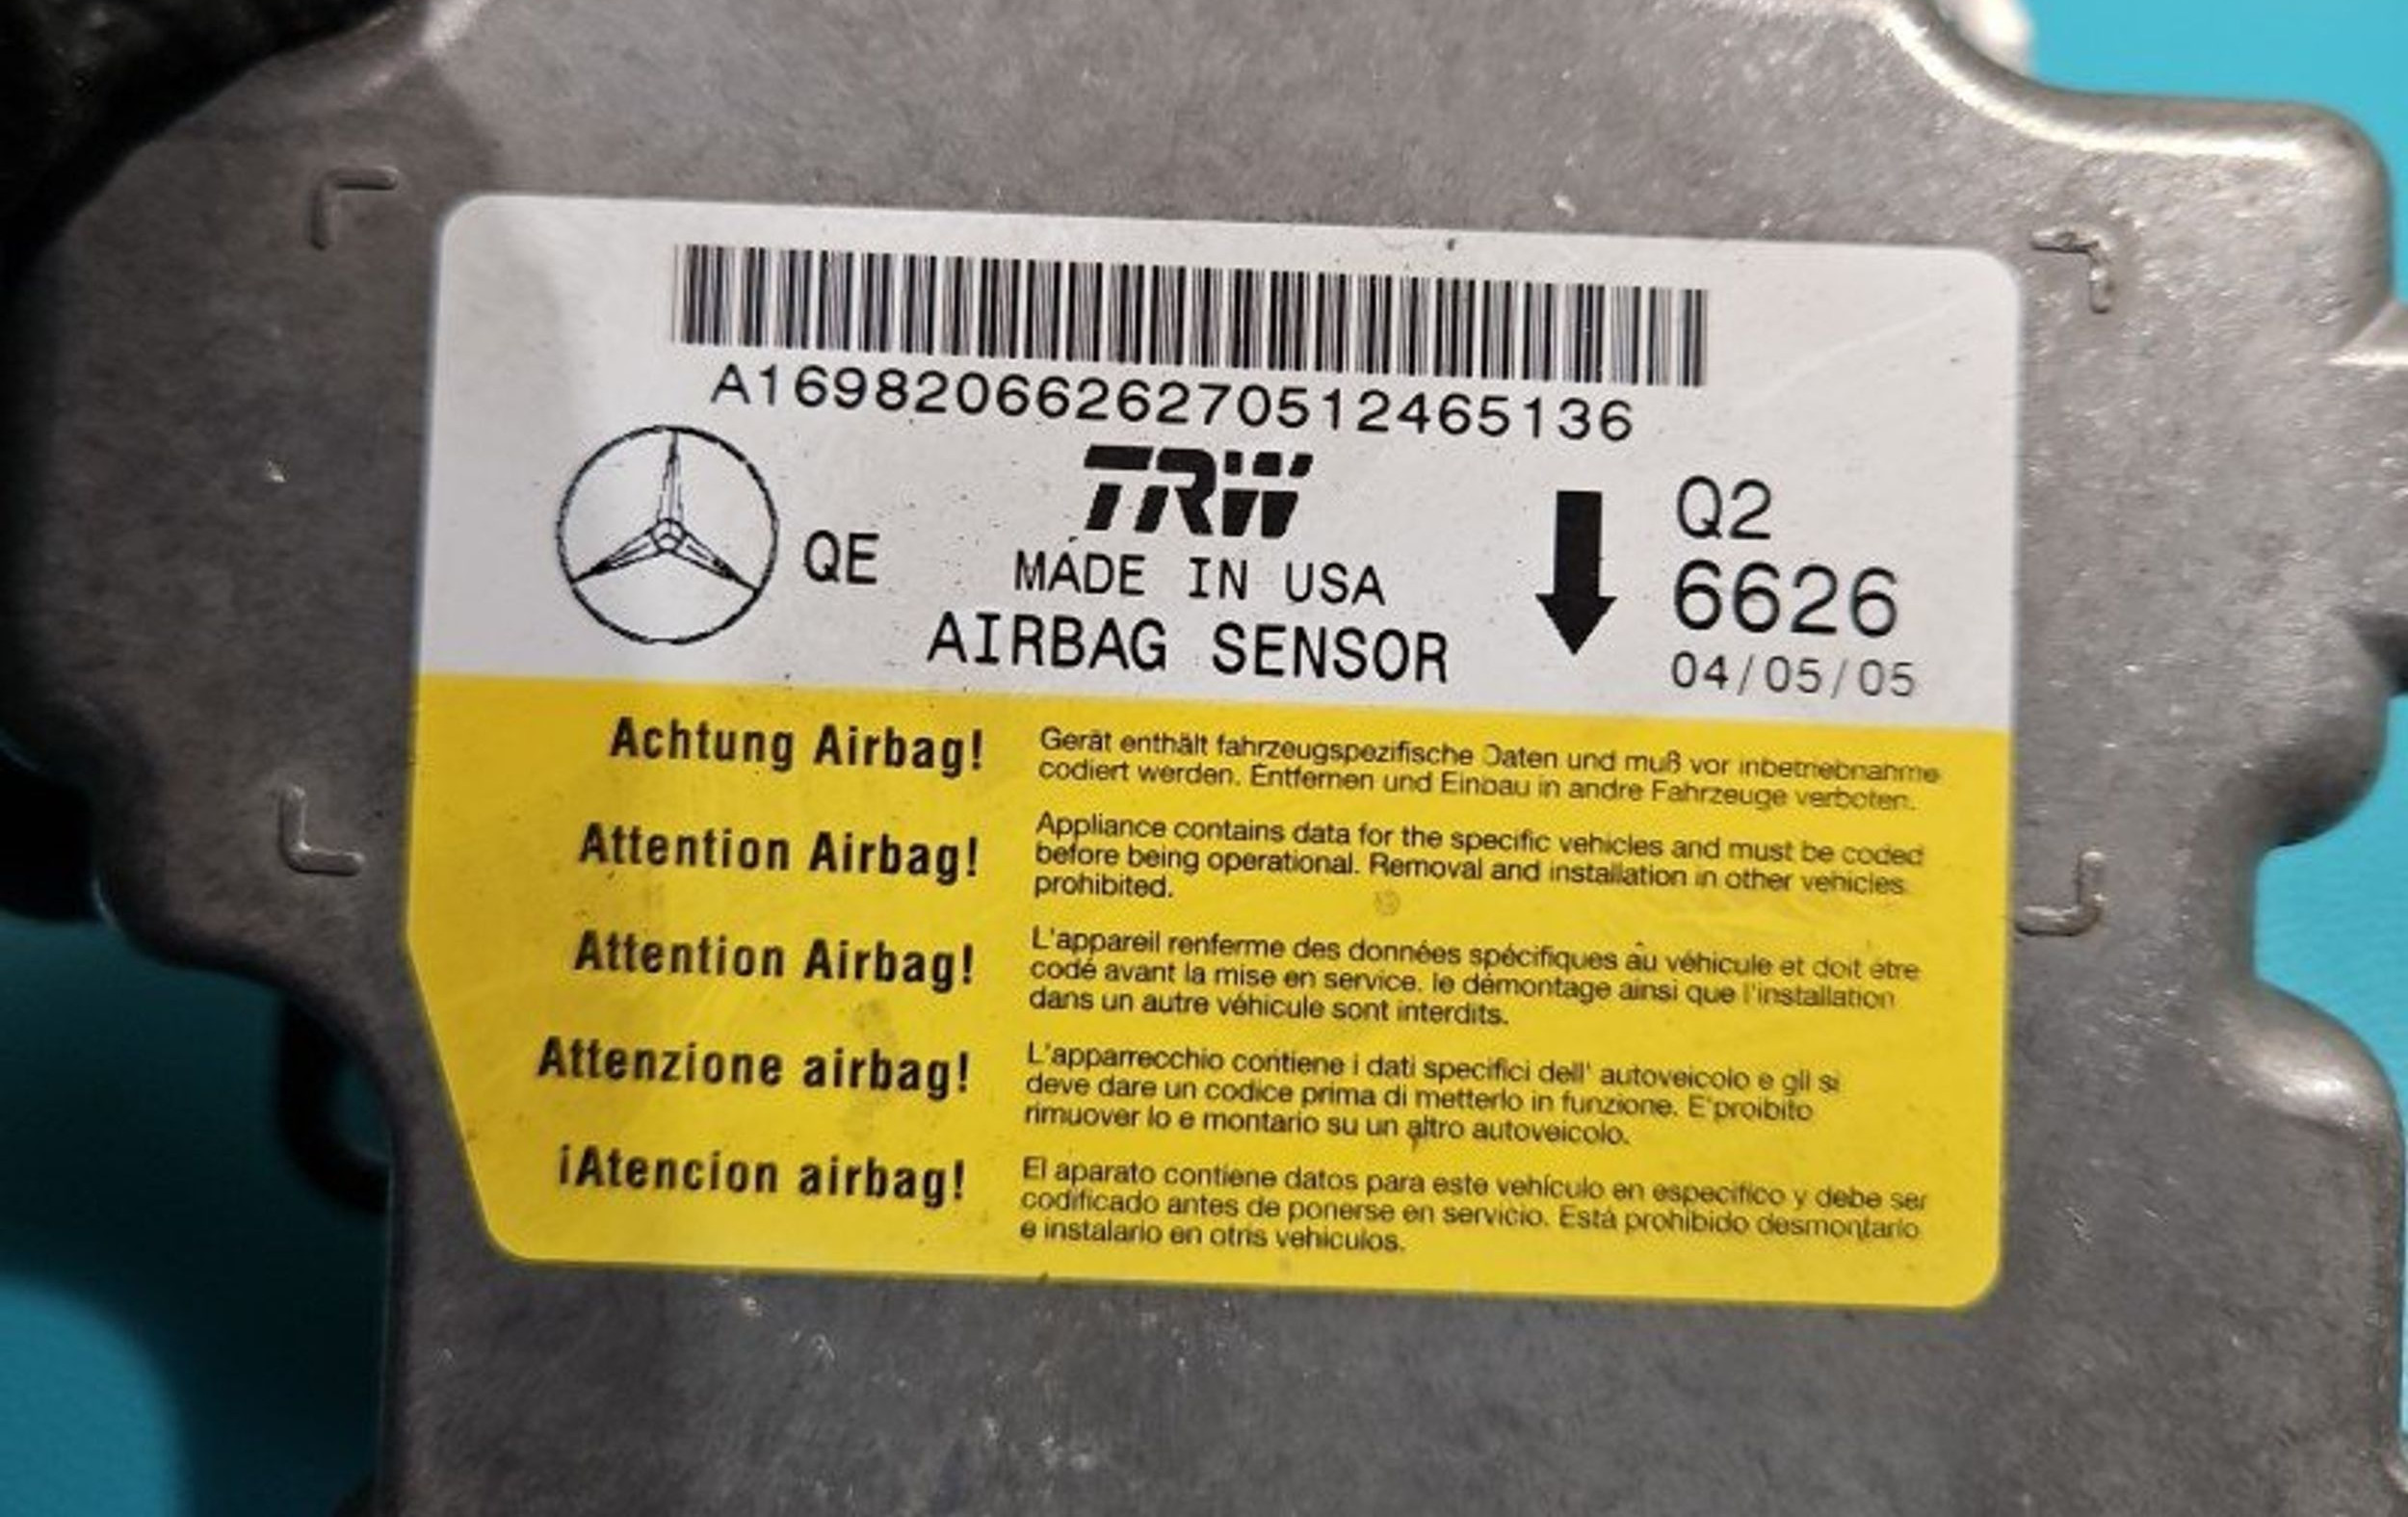 A1698206626270512465136
TRW
QE
MADE IN USA
AIRBAG SENSOR
Q2
6626
04/05/05
Achtung Airbag!
Gerät enthält fahrzeugspezifische Daten und muß vor inbetriebnahme
codiert werden. Entfernen und Einbau in andre Fahrzeuge verboten.
Attention Airbag!
Appliance contains data for the specific vehicles and must be coded
before being operational. Removal and installation in other vehicles
prohibited.
Attention Airbag!
L'appareil renferme des données spécifiques au véhicule et doit être
codé avant la mise en service. le démontage ainsi que l'installation
dans un autre véhicule sont interdits.
Attenzione airbag!
L'apparrecchio contiene i dati specifici dell' autoveicolo e gli si
deve dare un codice prima di metterlo in funzione. E'proibito
rimuover lo e montario su un altro autoveicolo.
¡Atencion airbag!
El aparato contiene datos para este vehículo en especifico y debe ser
codificado antes de ponerse en servicio. Está prohibido desmontarlo
e instalario en otris vehiculos.